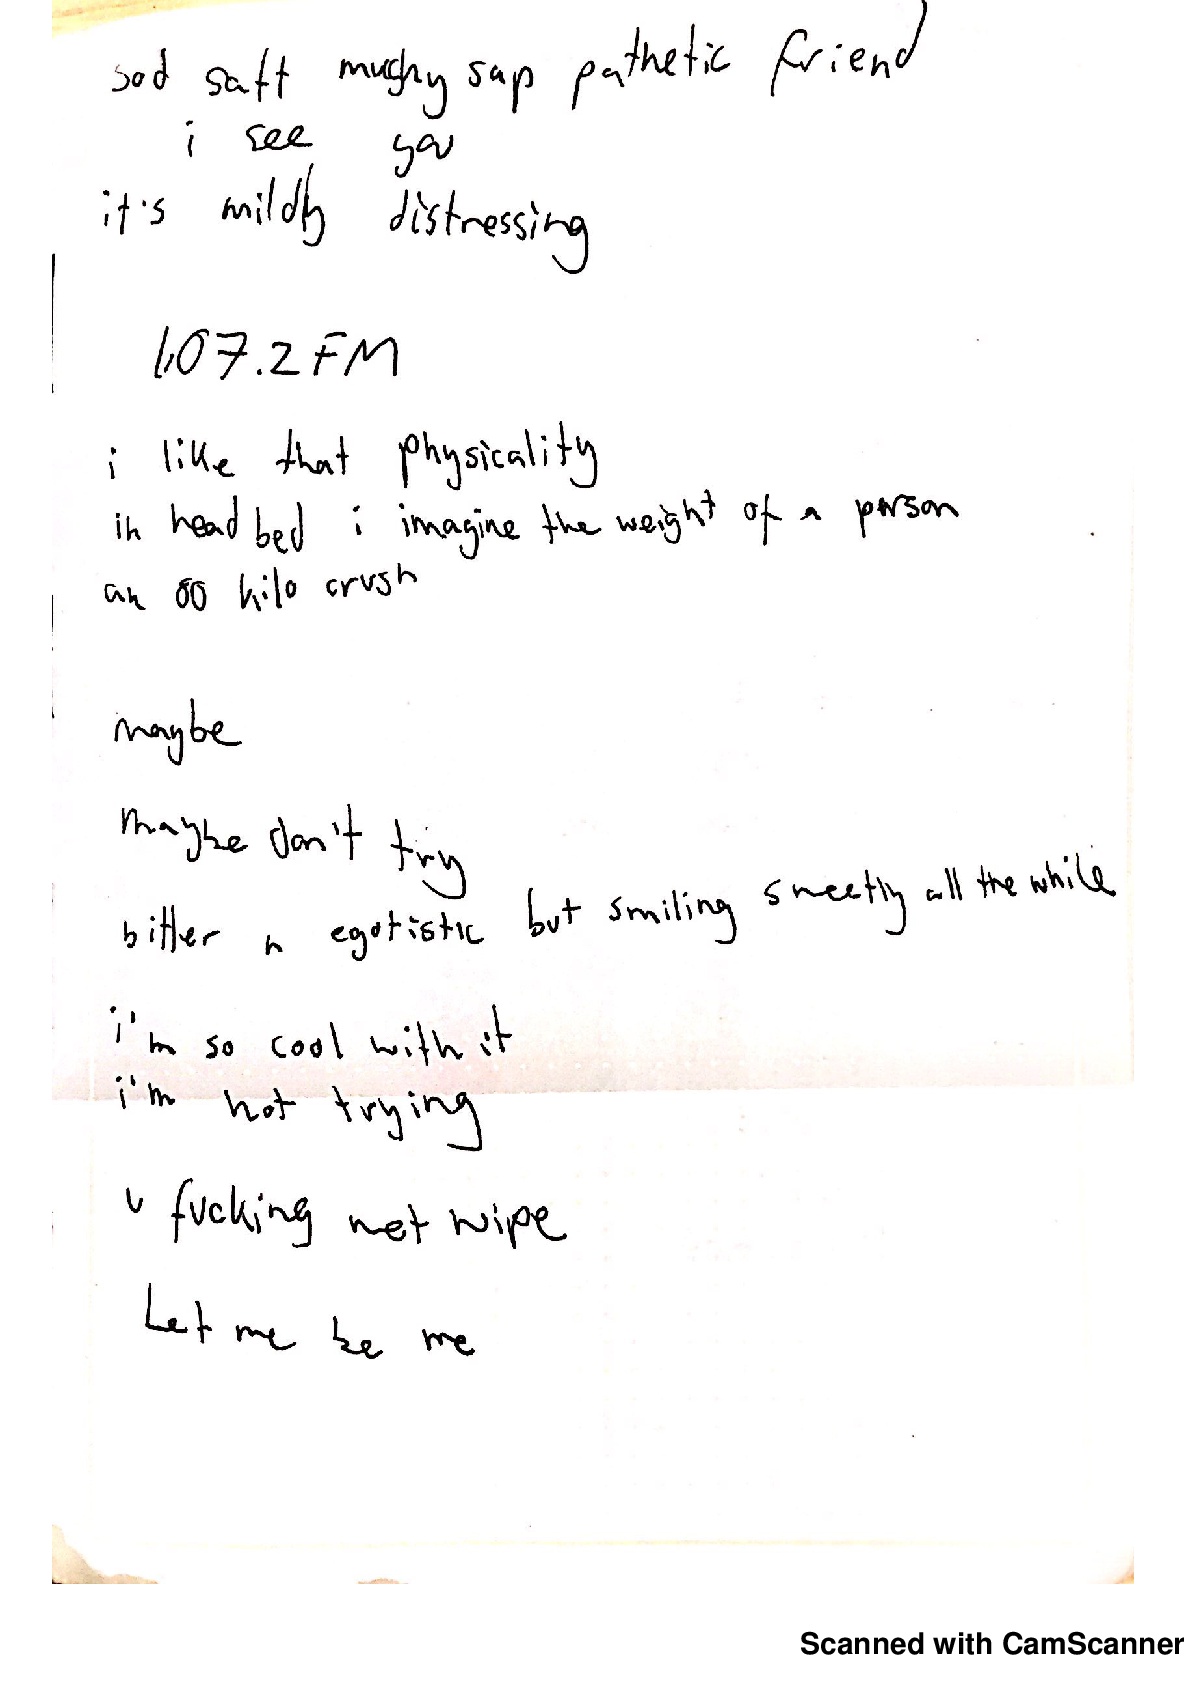 sad saft mushy sap pathetic friend
i see you
it's mildly distressing
107.2 FM
i like that physicality
in head bed i imagine the weight of a person
an 80 kilo crush
maybe
maybe don't try
bitter n egotistic but smiling sweetly all the while
i'm so cool with it
i'm not trying
u fucking wet wipe
Let me be me
Scanned with CamScanner